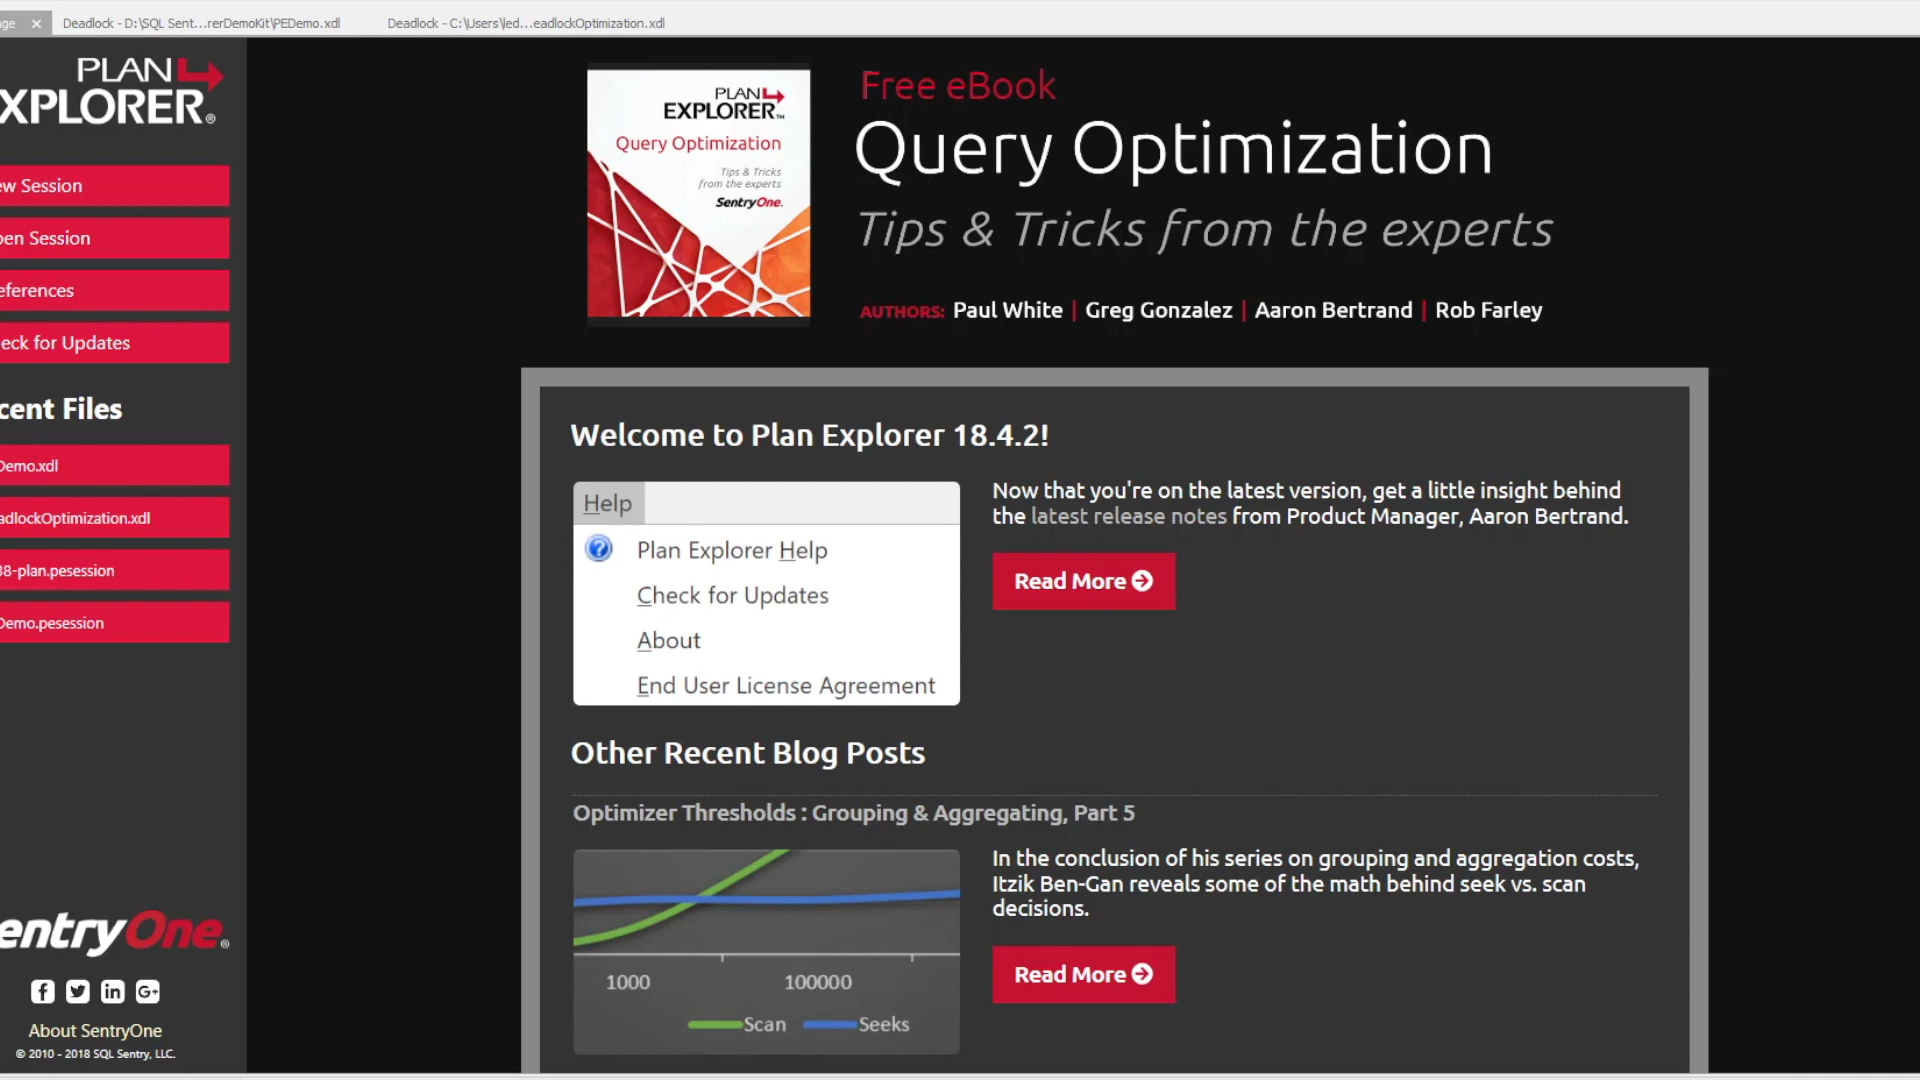 ge ✕ Deadlock - D:\SQL Sent...rerDemoKit\PEDemo.xdl Deadlock - C:\Users\led...eadlockOptimization.xdl
PLAN
XPLORER®
ew Session
pen Session
eferences
eck for Updates
cent Files
Demo.xdl
adlockOptimization.xdl
38-plan.pesession
Demo.pesession
entryOne®
About SentryOne
© 2010 - 2018 SQL Sentry, LLC.
PLAN
EXPLORER™
Query Optimization
Tips & Tricks
from the experts
SentryOne.
Free eBook
Query Optimization
Tips & Tricks from the experts
AUTHORS: Paul White | Greg Gonzalez | Aaron Bertrand | Rob Farley
Welcome to Plan Explorer 18.4.2!
Help
Plan Explorer Help
Check for Updates
About
End User License Agreement
Now that you're on the latest version, get a little insight behind
the latest release notes from Product Manager, Aaron Bertrand.
Read More
Other Recent Blog Posts
Optimizer Thresholds : Grouping & Aggregating, Part 5
1000 100000
Scan Seeks
In the conclusion of his series on grouping and aggregation costs,
Itzik Ben-Gan reveals some of the math behind seek vs. scan
decisions.
Read More